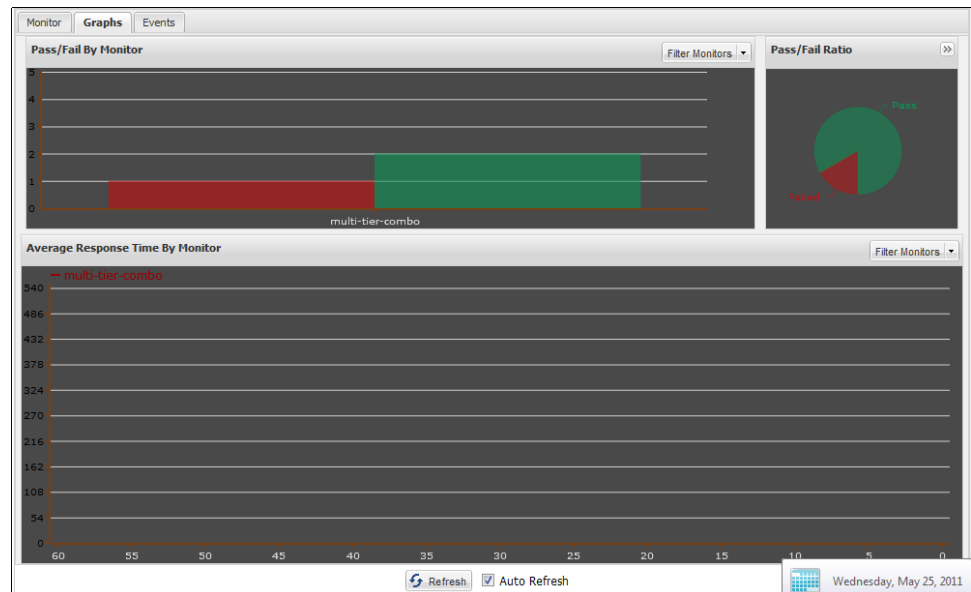 Monitor Graphs Events
Pass/Fail By Monitor
Filter Monitors
5
4
3
2
1
0
multi-tier-combo
Pass/Fail Ratio
Pass
Failed
Average Response Time By Monitor
Filter Monitors
multi-tier-combo
540
486
432
378
324
270
216
162
108
54
0
60 55 50 45 40 35 30 25 20 15 10 5 0
Refresh Auto Refresh
Wednesday, May 25, 2011